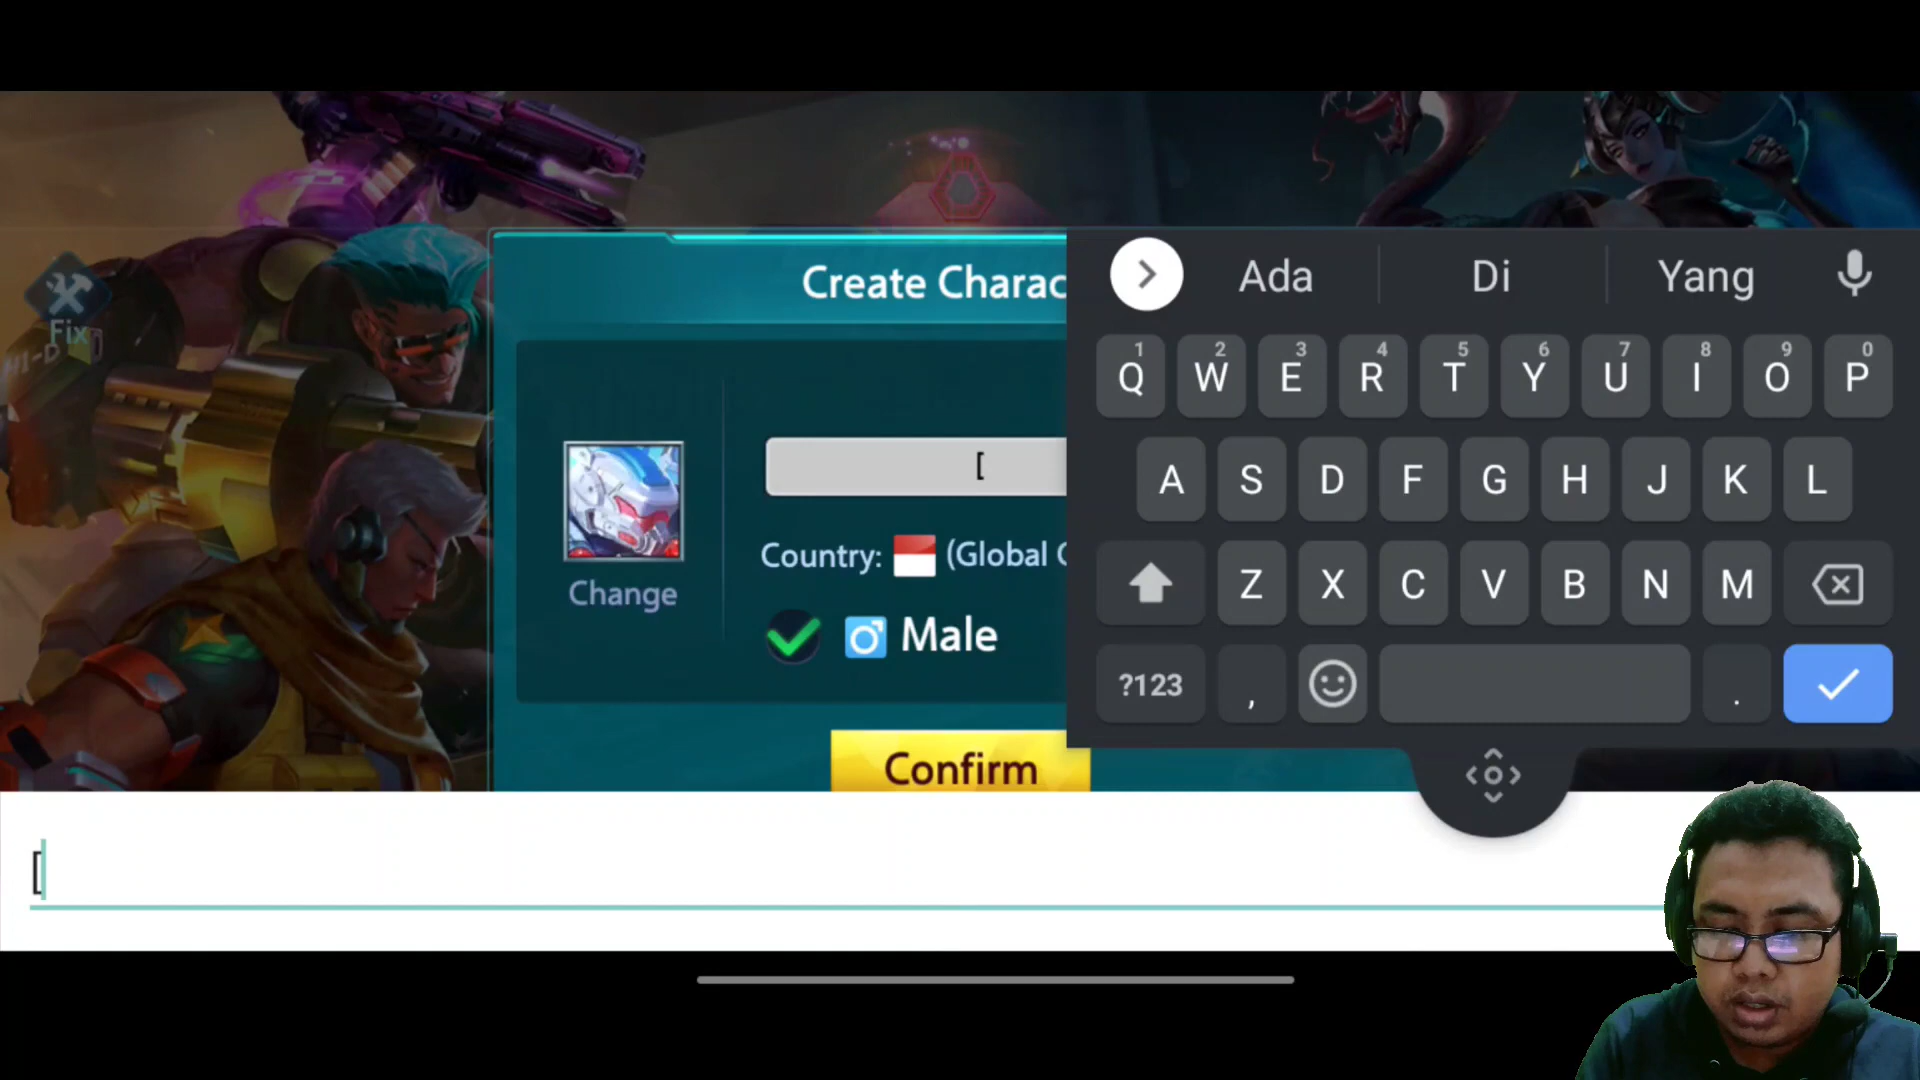 Create Charac
Fix
[
Country: (Global C
Change
Male
Confirm
Ada Di Yang
1 2 3 4 5 6 7 8 9 0
Q W E R T Y U I O P
A S D F G H J K L
Z X C V B N M
?123 , .
[